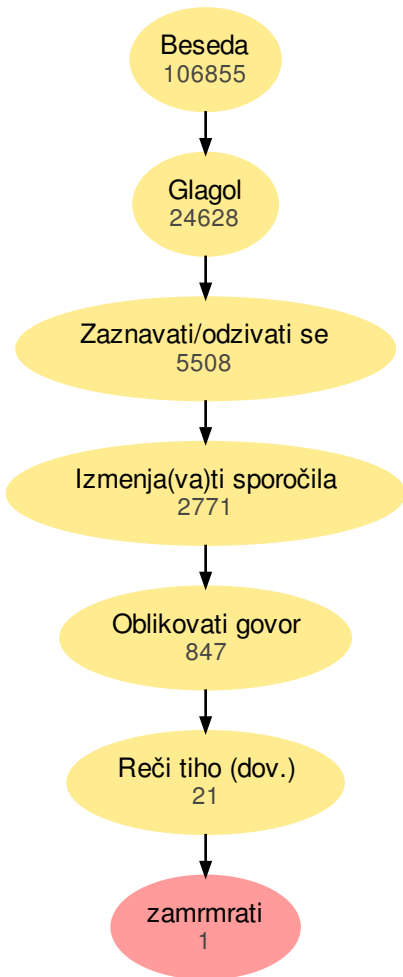 Beseda
106855
Glagol
24628
Zaznavati/odzivati se
5508
Izmenja(va)ti sporočila
2771
Oblikovati govor
847
Reči tiho (dov.)
21
zamrmrati
1